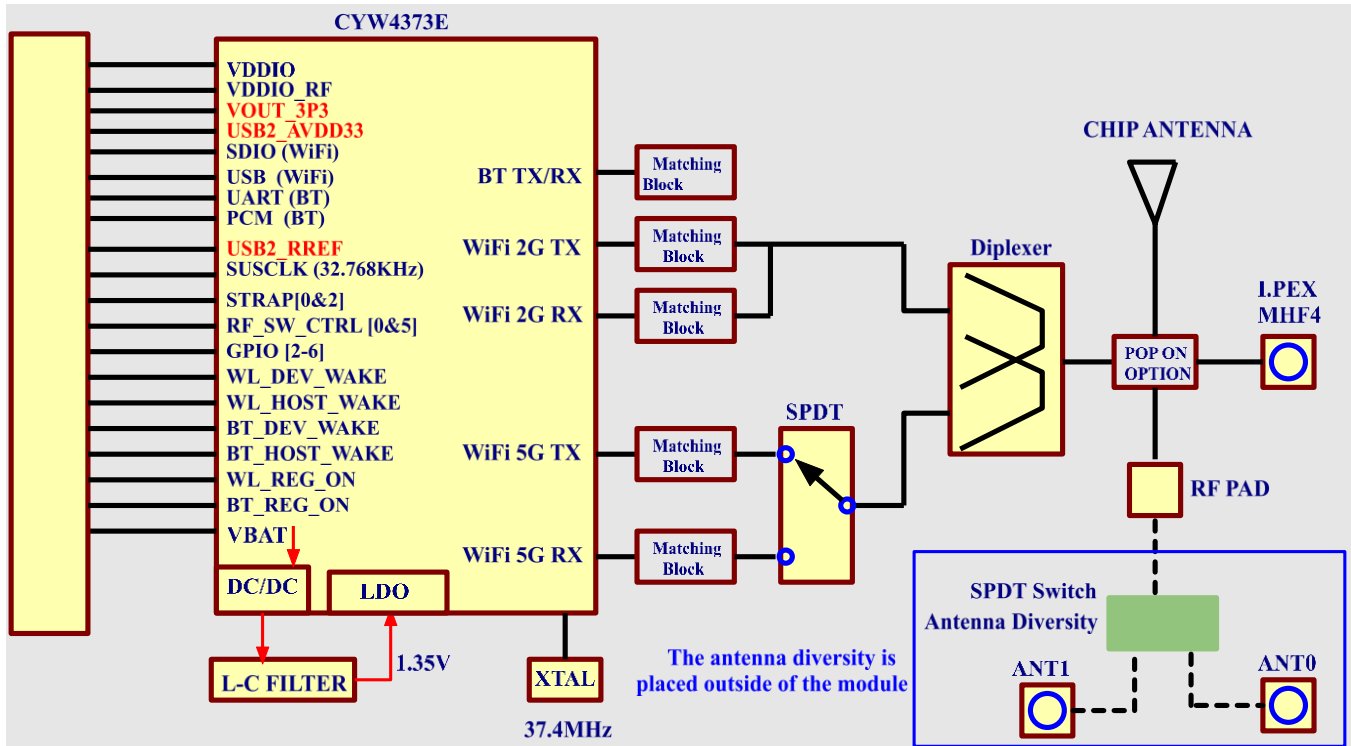 CYW4373E
VDDIO
VDDIO_RF
VOUT_3P3
USB2_AVDD33
SDIO (WiFi)
USB (WiFi)
UART (BT)
PCM (BT)
USB2_RREF
SUSCLK (32.768KHz)
STRAP[0&2]
RF_SW_CTRL [0&5]
GPIO [2-6]
WL_DEV_WAKE
WL_HOST_WAKE
BT_DEV_WAKE
BT_HOST_WAKE
WL_REG_ON
BT_REG_ON
VBAT
DC/DC
LDO
L-C FILTER
1.35V
XTAL
37.4MHz
BT TX/RX
WiFi 2G TX
WiFi 2G RX
WiFi 5G TX
WiFi 5G RX
Matching
Block
Matching
Block
Matching
Block
Matching
Block
Matching
Block
SPDT
Diplexer
CHIP ANTENNA
POP ON
OPTION
I.PEX
MHF4
RF PAD
SPDT Switch
Antenna Diversity
ANT1
ANT0
The antenna diversity is
placed outside of the module